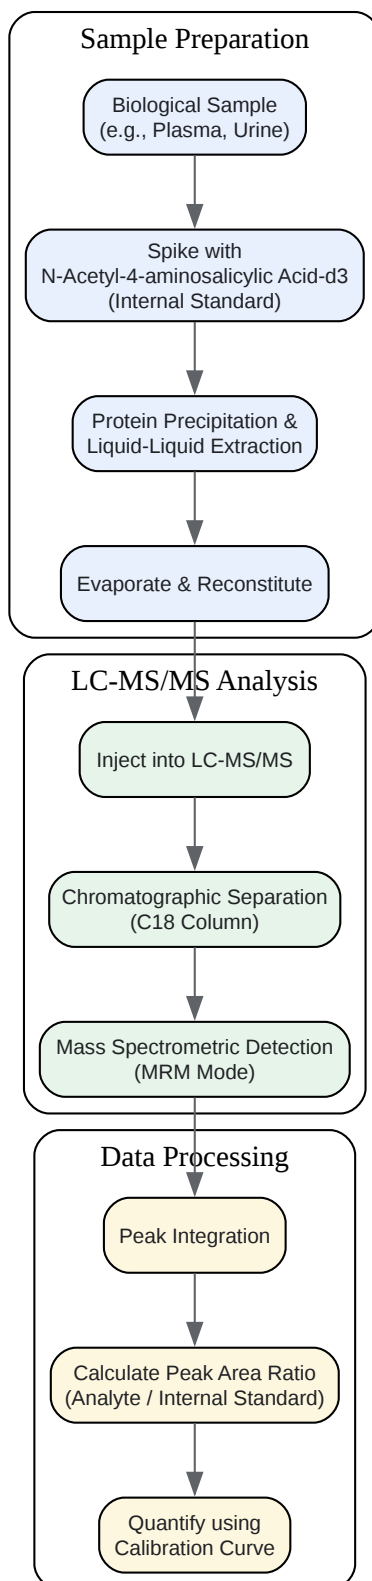 Sample Preparation
Biological Sample
(e.g., Plasma, Urine)
Spike with
N-Acetyl-4-aminosalicylic Acid-d3
(Internal Standard)
Protein Precipitation &
Liquid-Liquid Extraction
Evaporate & Reconstitute
LC-MS/MS Analysis
Inject into LC-MS/MS
Chromatographic Separation
(C18 Column)
Mass Spectrometric Detection
(MRM Mode)
Data Processing
Peak Integration
Calculate Peak Area Ratio
(Analyte / Internal Standard)
Quantify using
Calibration Curve